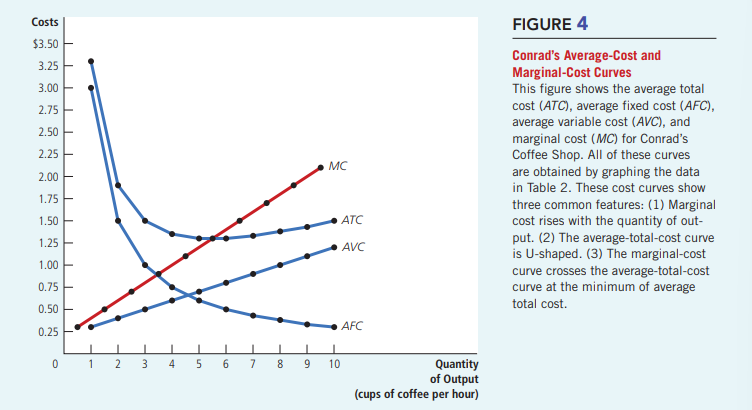 Costs
$3.50
3.25
3.00
2.75
2.50
2.25
2.00
1.75
1.50
1.25
1.00
0.75
0.50
0.25
MC
ATC
AVC
AFC
0 1 2 3 4 5 6 7 8 9 10
Quantity
of Output
(cups of coffee per hour)
FIGURE 4
Conrad's Average-Cost and
Marginal-Cost Curves
This figure shows the average total
cost (ATC), average fixed cost (AFC),
average variable cost (AVC), and
marginal cost (MC) for Conrad's
Coffee Shop. All of these curves
are obtained by graphing the data
in Table 2. These cost curves show
three common features: (1) Marginal
cost rises with the quantity of out-
put. (2) The average-total-cost curve
is U-shaped. (3) The marginal-cost
curve crosses the average-total-cost
curve at the minimum of average
total cost.